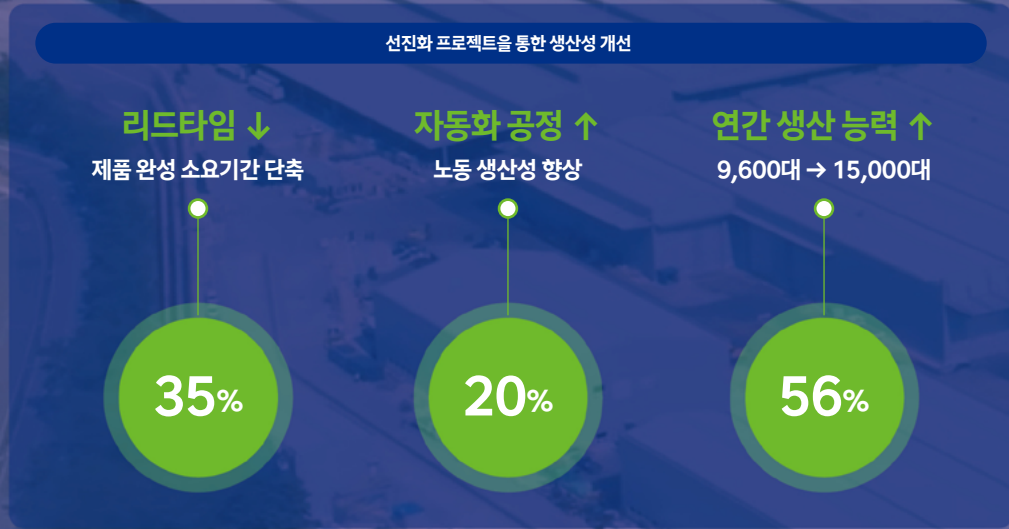 선진화 프로젝트을 통한 생산성 개선
리드타임 ↓
제품 완성 소요기간 단축
35%
자동화 공정 ↑
노동 생산성 향상
20%
연간 생산 능력 ↑
9,600대 → 15,000대
56%